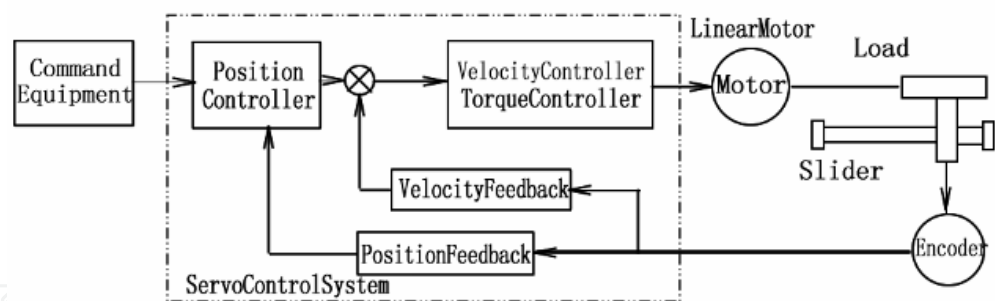 LinearMotor
Load
Command
Equipment
Position
Controller
VelocityController
TorqueController
Motor
Slider
VelocityFeedback
PositionFeedback
Encoder
ServoControlSystem